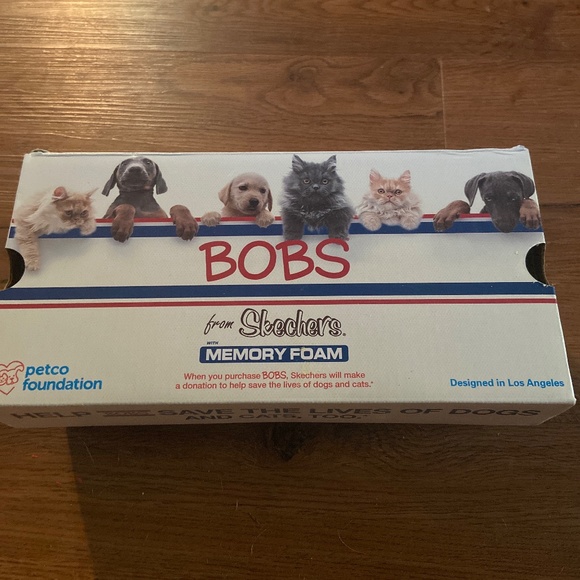 BOBS
from Skechers®
WITH
MEMORY FOAM
petco
foundation
When you purchase BOBS, Skechers will make
a donation to help save the lives of dogs and cats.*
Designed in Los Angeles
HELP SAVE THE LIVES OF DOGS
AND CATS, TOO.*